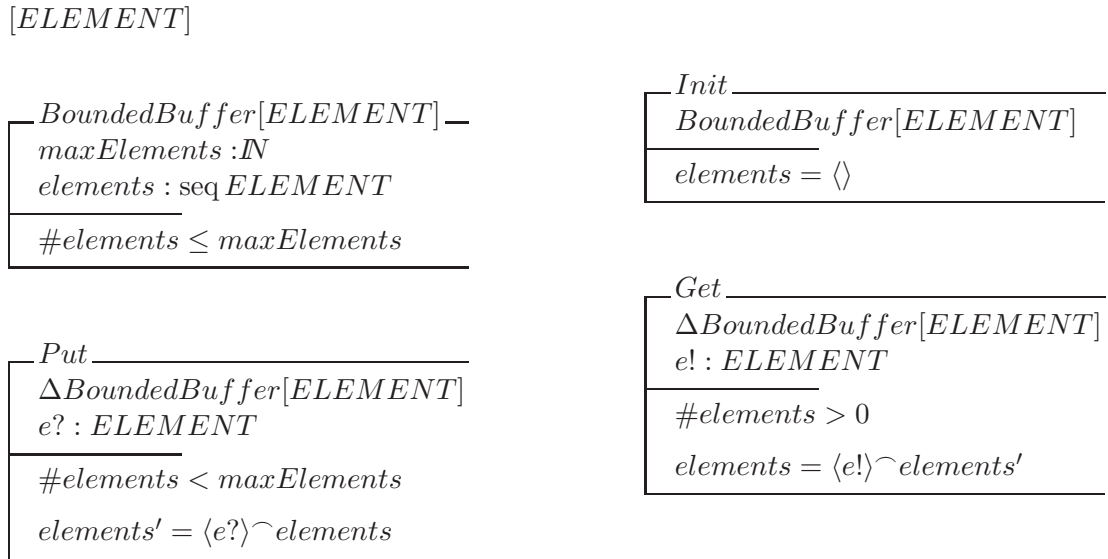 [ELEMENT]
BoundedBuffer[ELEMENT]
maxElements : ℕ
elements : seq ELEMENT
#elements ≤ maxElements
Put
ΔBoundedBuffer[ELEMENT]
e? : ELEMENT
#elements < maxElements
elements′ = ⟨e?⟩⌢elements
Init
BoundedBuffer[ELEMENT]
elements = ⟨⟩
Get
ΔBoundedBuffer[ELEMENT]
e! : ELEMENT
#elements > 0
elements = ⟨e!⟩⌢elements′